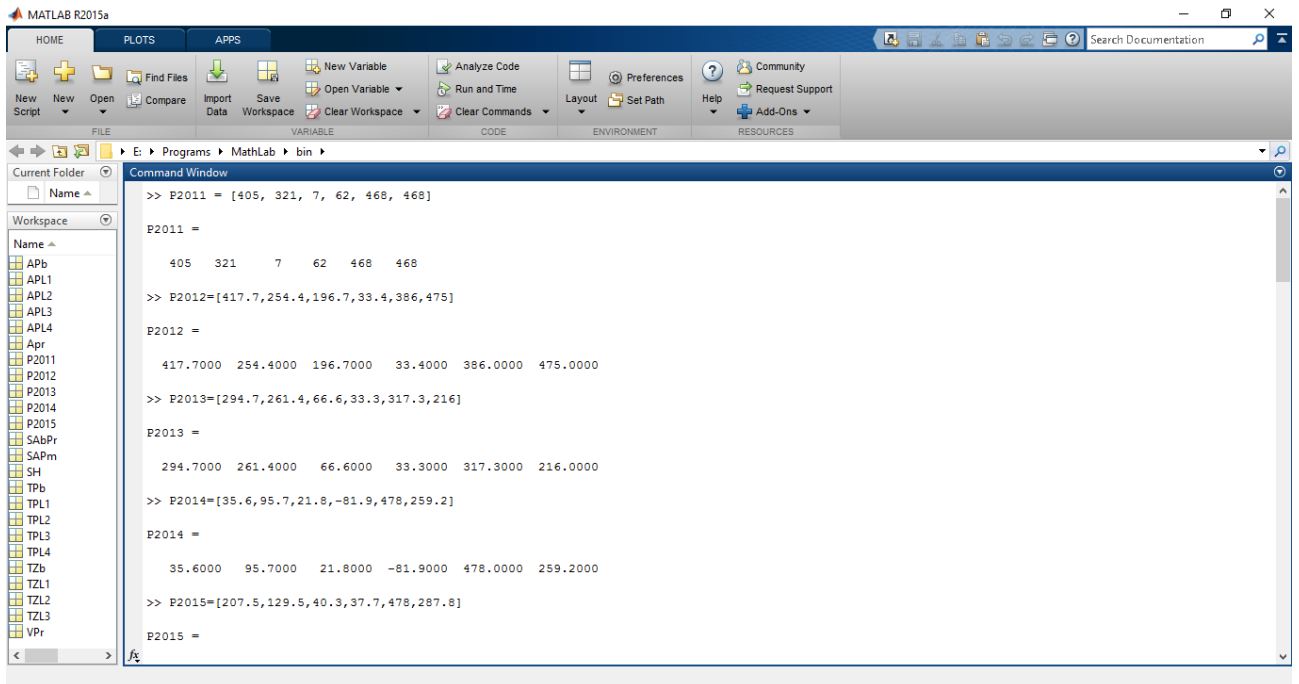 MATLAB R2015a
HOME PLOTS APPS Search Documentation
New Script
New
Open
Find Files
Compare
Import Data
Save Workspace
New Variable
Open Variable
Clear Workspace
Analyze Code
Run and Time
Clear Commands
Layout
Preferences
Set Path
Help
Community
Request Support
Add-Ons
FILE VARIABLE CODE ENVIRONMENT RESOURCES
E: Programs MathLab bin
Current Folder
Name
Workspace
Name
APb
APL1
APL2
APL3
APL4
Apr
P2011
P2012
P2013
P2014
P2015
SAbPr
SAPm
SH
TPb
TPL1
TPL2
TPL3
TPL4
TZb
TZL1
TZL2
TZL3
VPr
Command Window
>> P2011 = [405, 321, 7, 62, 468, 468]
P2011 =
405 321 7 62 468 468
>> P2012=[417.7,254.4,196.7,33.4,386,475]
P2012 =
417.7000 254.4000 196.7000 33.4000 386.0000 475.0000
>> P2013=[294.7,261.4,66.6,33.3,317.3,216]
P2013 =
294.7000 261.4000 66.6000 33.3000 317.3000 216.0000
>> P2014=[35.6,95.7,21.8,-81.9,478,259.2]
P2014 =
35.6000 95.7000 21.8000 -81.9000 478.0000 259.2000
>> P2015=[207.5,129.5,40.3,37.7,478,287.8]
P2015 =
fx